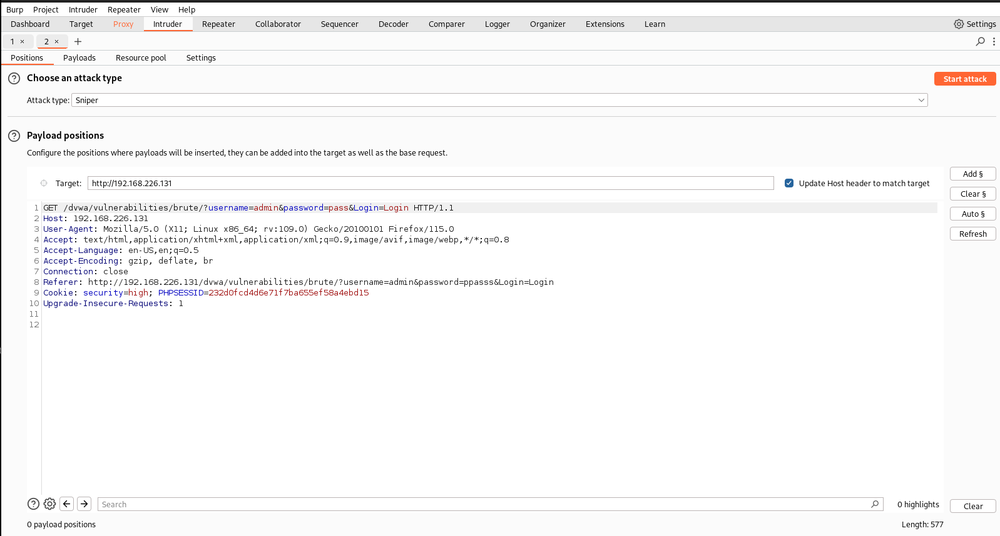 Burp Project Intruder Repeater View Help
Dashboard Target Proxy Intruder Repeater Collaborator Sequencer Decoder Comparer Logger Organizer Extensions Learn Settings
1 × 2 × +
Positions Payloads Resource pool Settings
? Choose an attack type Start attack
Attack type: Sniper
? Payload positions
Configure the positions where payloads will be inserted, they can be added into the target as well as the base request.
Add §
Target: http://192.168.226.131 Update Host header to match target
Clear §
1 GET /dvwa/vulnerabilities/brute/?username=admin&password=pass&Login=Login HTTP/1.1
Auto §
2 Host: 192.168.226.131
3 User-Agent: Mozilla/5.0 (X11; Linux x86_64; rv:109.0) Gecko/20100101 Firefox/115.0
Refresh
4 Accept: text/html,application/xhtml+xml,application/xml;q=0.9,image/avif,image/webp,*/*;q=0.8
5 Accept-Language: en-US,en;q=0.5
6 Accept-Encoding: gzip, deflate, br
7 Connection: close
8 Referer: http://192.168.226.131/dvwa/vulnerabilities/brute/?username=admin&password=ppasss&Login=Login
9 Cookie: security=high; PHPSESSID=232d0fcd4d6e71f7ba655ef58a4ebd15
10 Upgrade-Insecure-Requests: 1
11
12
? Search 0 highlights Clear
0 payload positions Length: 577